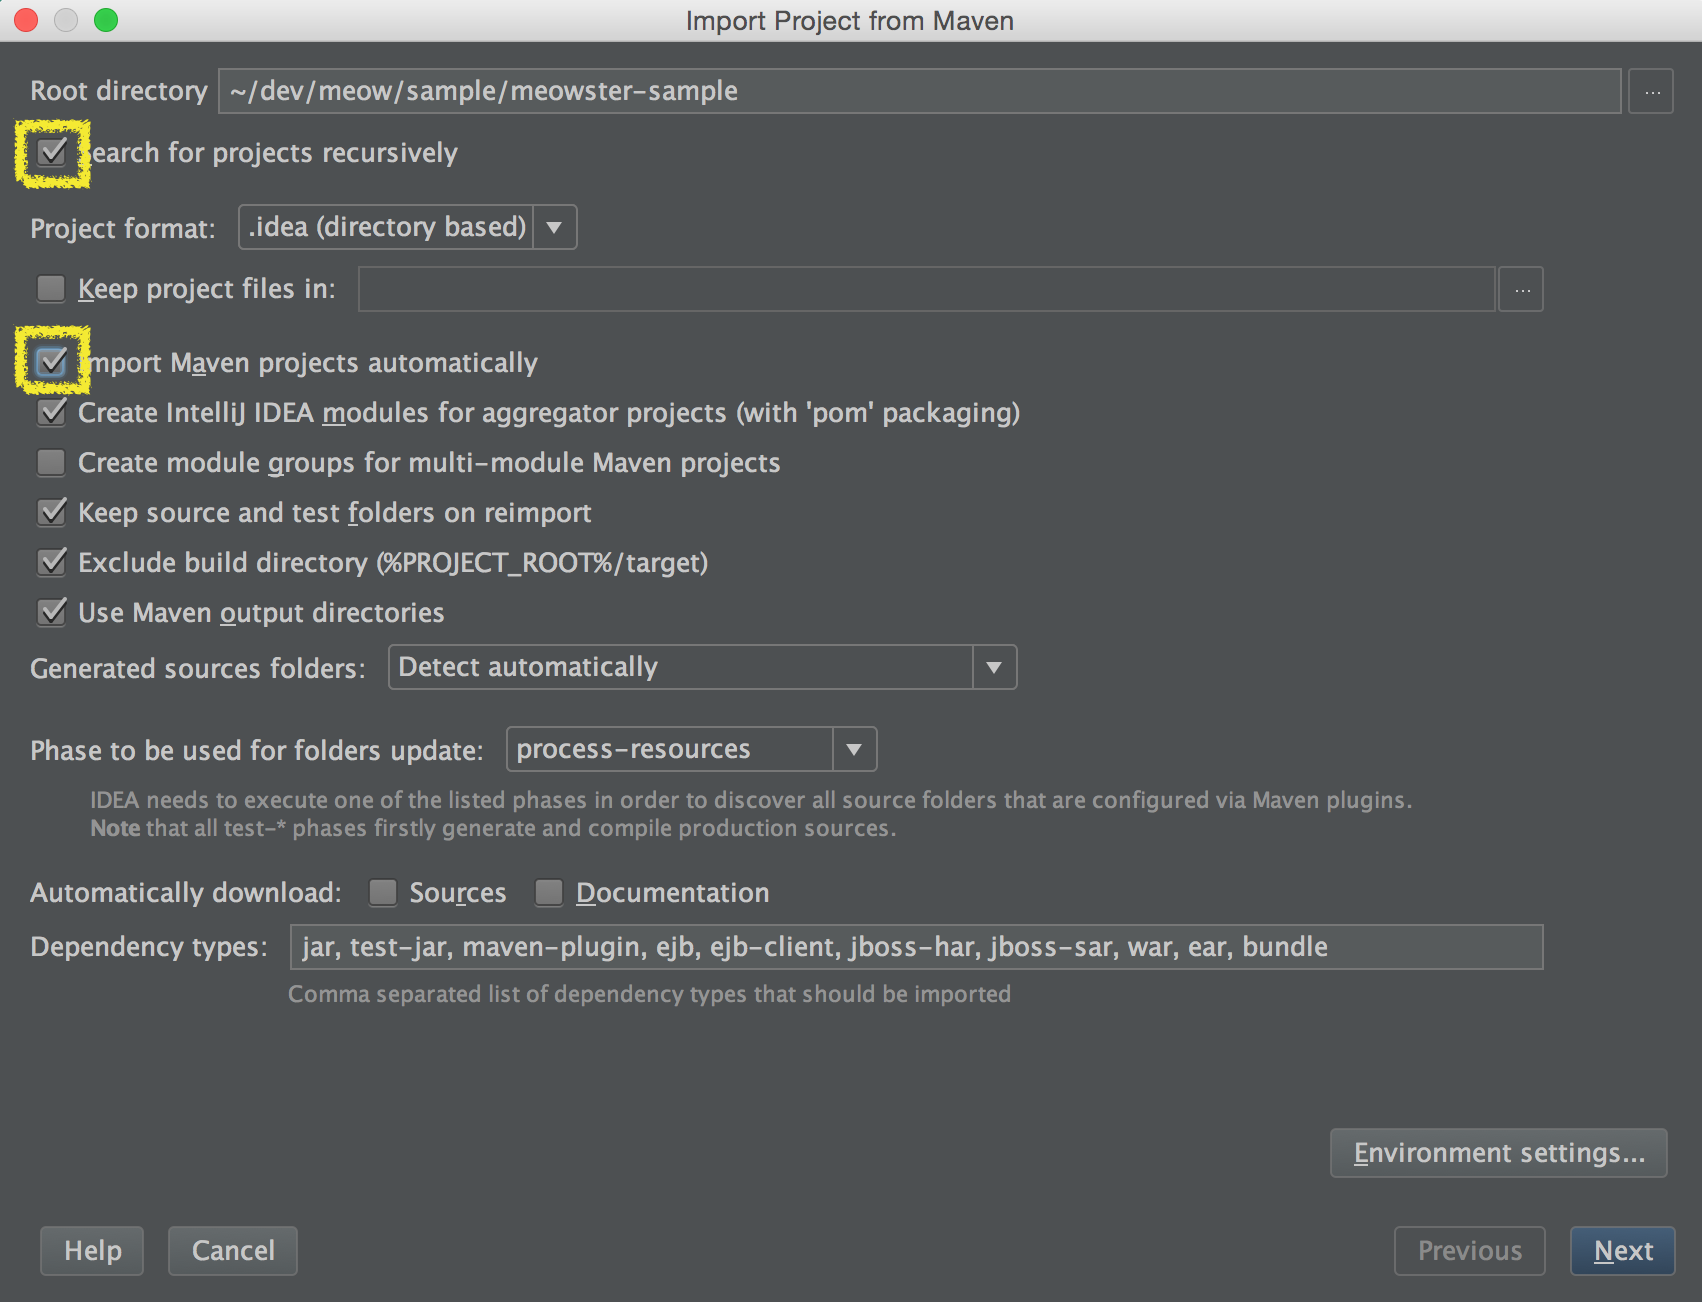 Import Project from Maven
Root directory ~/dev/meow/sample/meowster-sample ...
earch for projects recursively
Project format: .idea (directory based)
Keep project files in: ...
mport Maven projects automatically
Create IntelliJ IDEA modules for aggregator projects (with 'pom' packaging)
Create module groups for multi-module Maven projects
Keep source and test folders on reimport
Exclude build directory (%PROJECT_ROOT%/target)
Use Maven output directories
Generated sources folders: Detect automatically
Phase to be used for folders update: process-resources
IDEA needs to execute one of the listed phases in order to discover all source folders that are configured via Maven plugins.
Note that all test-* phases firstly generate and compile production sources.
Automatically download: Sources Documentation
Dependency types: jar, test-jar, maven-plugin, ejb, ejb-client, jboss-har, jboss-sar, war, ear, bundle
Comma separated list of dependency types that should be imported
Environment settings...
Help Cancel Previous Next